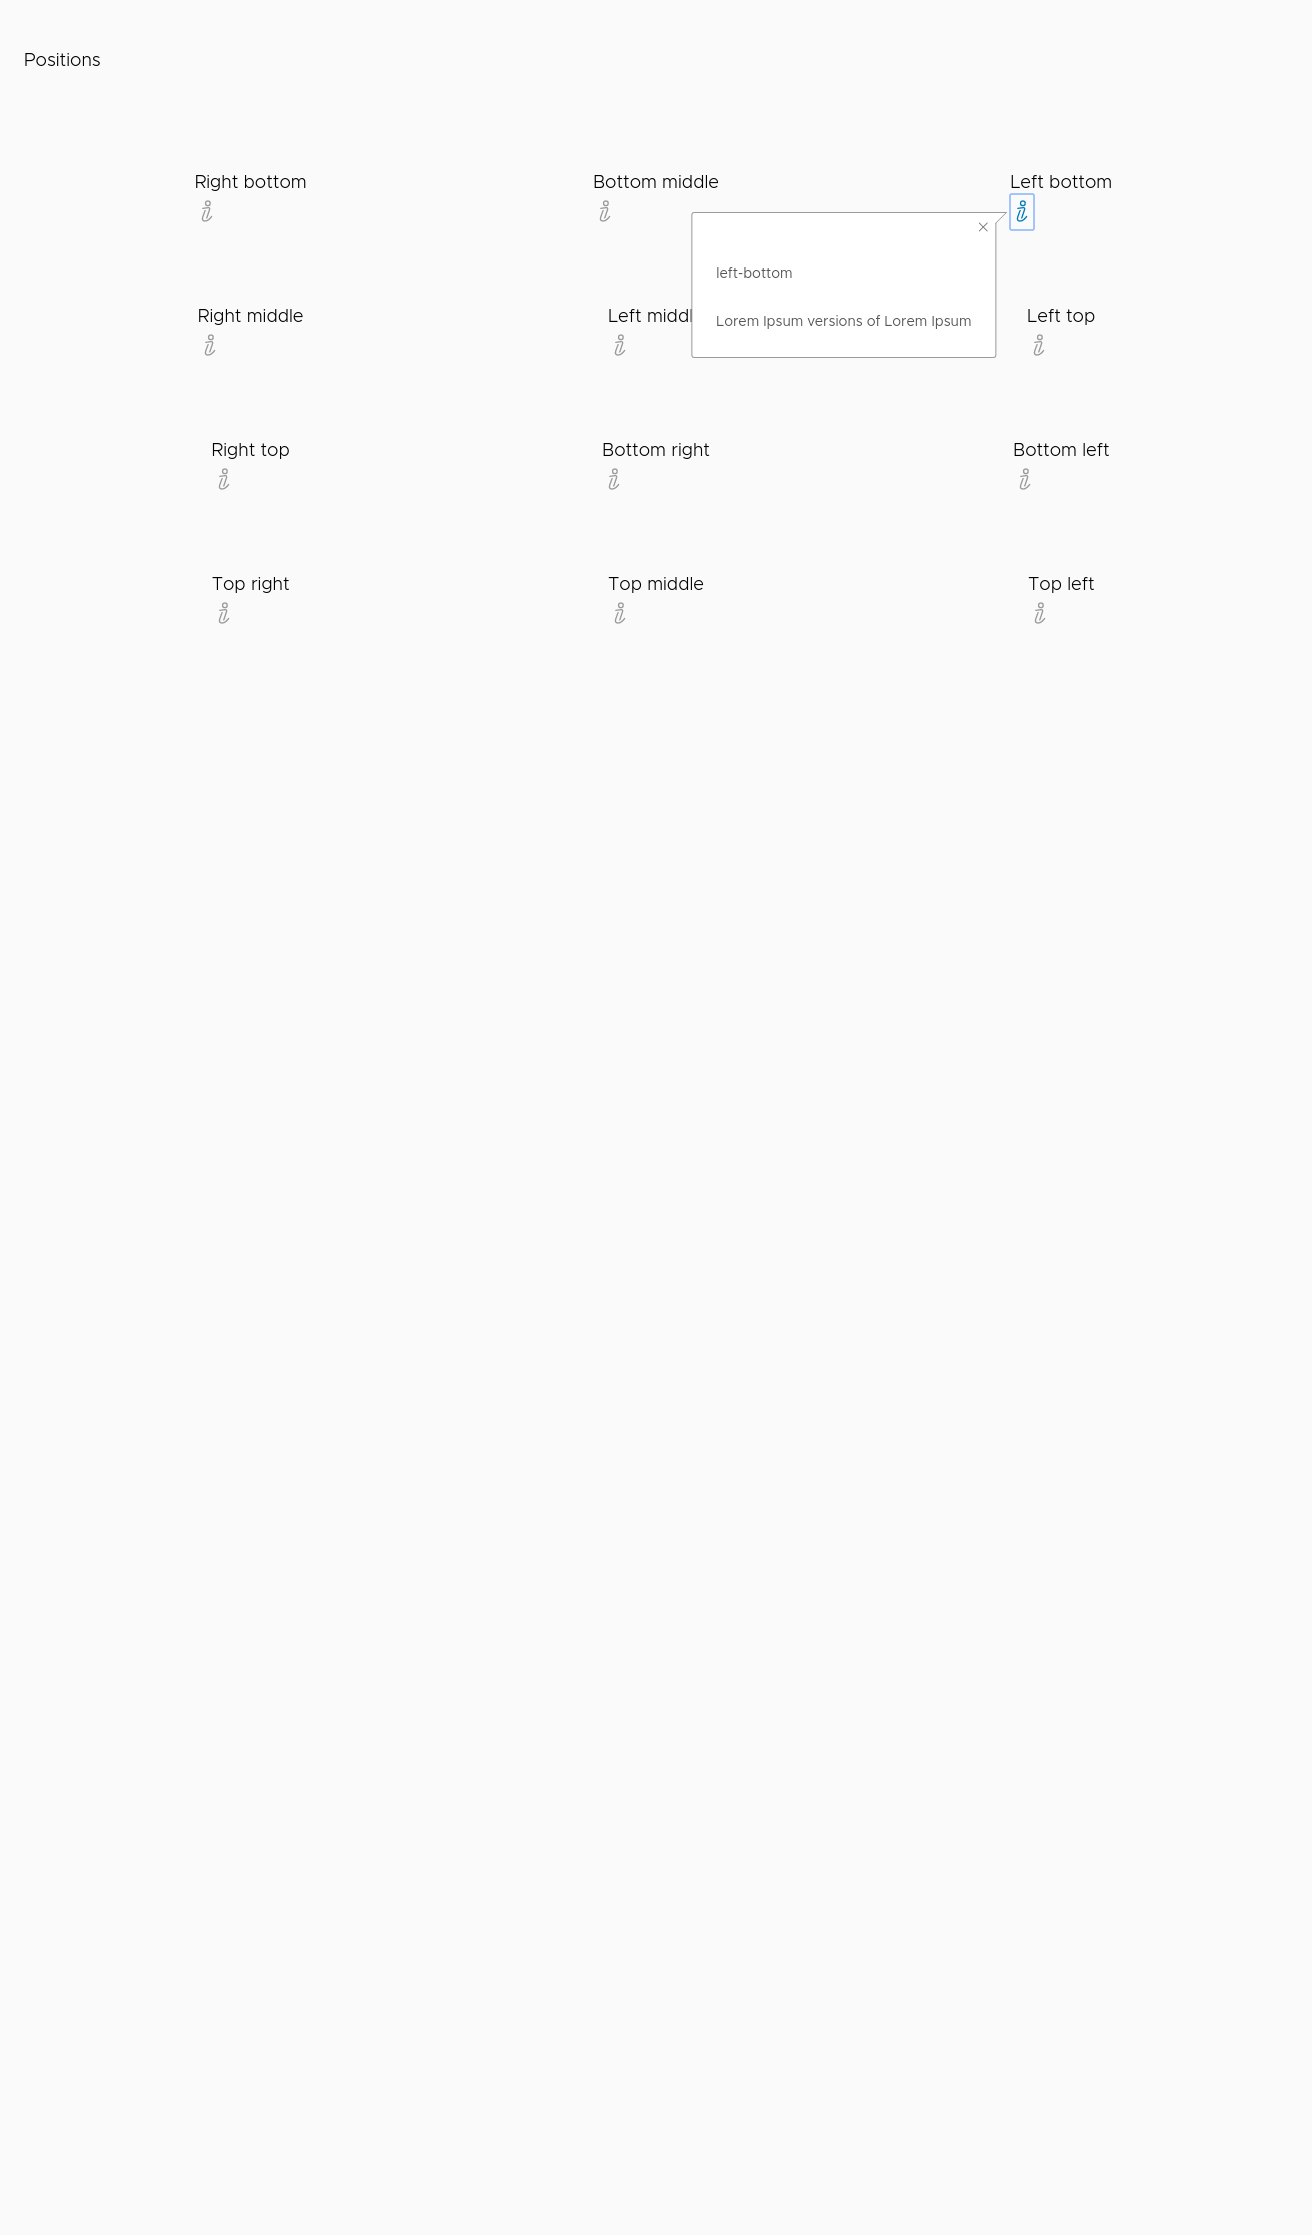 Positions
Right bottom
Bottom middle
Left bottom
left-bottom
Lorem Ipsum versions of Lorem Ipsum
Right middle
Left middl
Left top
Right top
Bottom right
Bottom left
Top right
Top middle
Top left